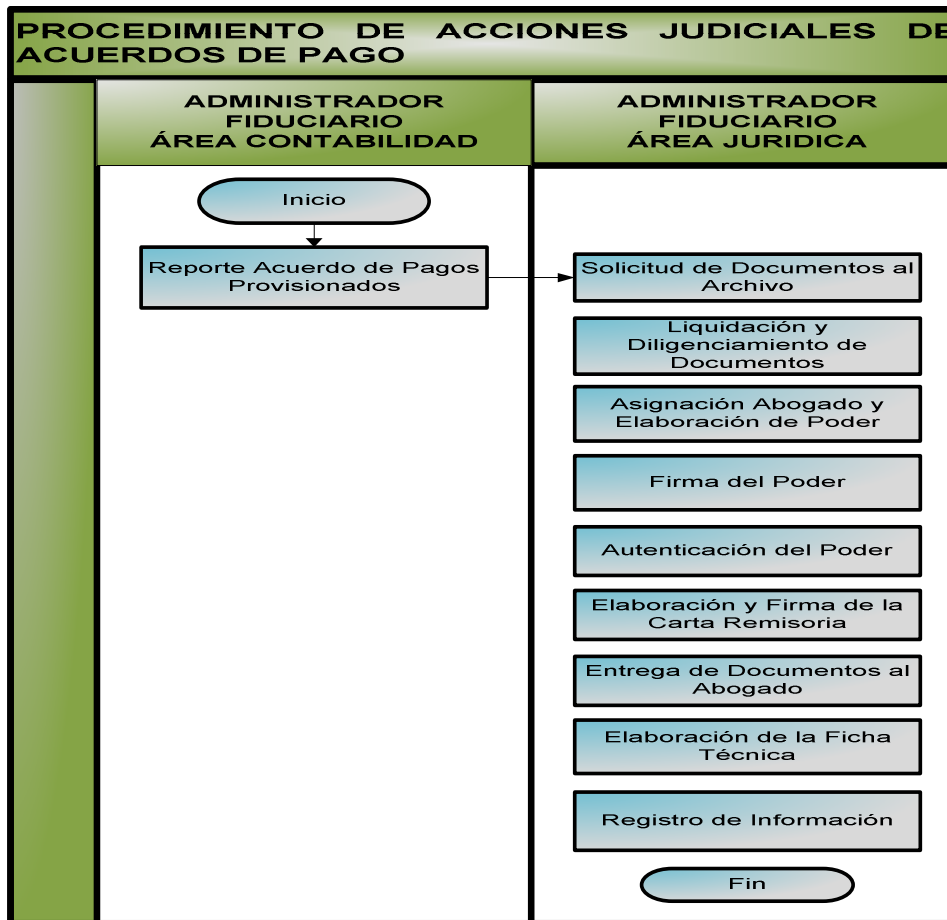 PROCEDIMIENTO DE ACCIONES JUDICIALES DE
ACUERDOS DE PAGO
ADMINISTRADOR
FIDUCIARIO
ÁREA CONTABILIDAD
ADMINISTRADOR
FIDUCIARIO
ÁREA JURIDICA
Inicio
Reporte Acuerdo de Pagos
Provisionados
Solicitud de Documentos al
Archivo
Liquidación y
Diligenciamiento de
Documentos
Asignación Abogado y
Elaboración de Poder
Firma del Poder
Autenticación del Poder
Elaboración y Firma de la
Carta Remisoria
Entrega de Documentos al
Abogado
Elaboración de la Ficha
Técnica
Registro de Información
Fin